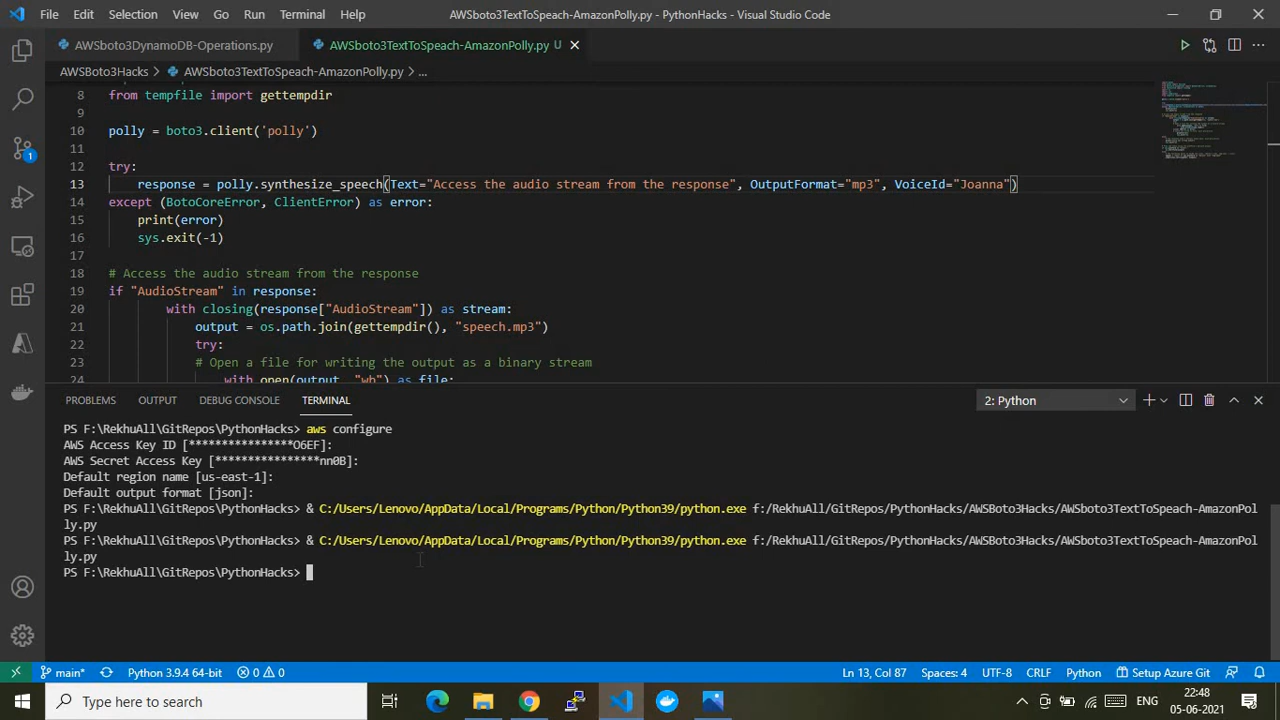 File Edit Selection View Go Run Terminal Help AWSboto3TextToSpeach-AmazonPolly.py - PythonHacks - Visual Studio Code
AWSboto3DynamoDB-Operations.py AWSboto3TextToSpeach-AmazonPolly.py U
AWSBoto3Hacks > AWSboto3TextToSpeach-AmazonPolly.py > ...
8 from tempfile import gettempdir
9
10 polly = boto3.client('polly')
11
12 try:
13 response = polly.synthesize_speech(Text="Access the audio stream from the response", OutputFormat="mp3", VoiceId="Joanna")
14 except (BotoCoreError, ClientError) as error:
15 print(error)
16 sys.exit(-1)
17
18 # Access the audio stream from the response
19 if "AudioStream" in response:
20 with closing(response["AudioStream"]) as stream:
21 output = os.path.join(gettempdir(), "speech.mp3")
22 try:
23 # Open a file for writing the output as a binary stream
24 with open(output, "wb") as file:
PROBLEMS OUTPUT DEBUG CONSOLE TERMINAL 2: Python
PS F:\RekhuAll\GitRepos\PythonHacks> aws configure
AWS Access Key ID [****************O6EF]:
AWS Secret Access Key [****************nn0B]:
Default region name [us-east-1]:
Default output format [json]:
PS F:\RekhuAll\GitRepos\PythonHacks> & C:/Users/Lenovo/AppData/Local/Programs/Python/Python39/python.exe f:/RekhuAll/GitRepos/PythonHacks/AWSBoto3Hacks/AWSboto3TextToSpeach-AmazonPol
ly.py
PS F:\RekhuAll\GitRepos\PythonHacks> & C:/Users/Lenovo/AppData/Local/Programs/Python/Python39/python.exe f:/RekhuAll/GitRepos/PythonHacks/AWSBoto3Hacks/AWSboto3TextToSpeach-AmazonPol
ly.py
PS F:\RekhuAll\GitRepos\PythonHacks>
main* Python 3.9.4 64-bit 0 0 Ln 13, Col 87 Spaces: 4 UTF-8 CRLF Python Setup Azure Git
Type here to search ENG 22:48
05-06-2021